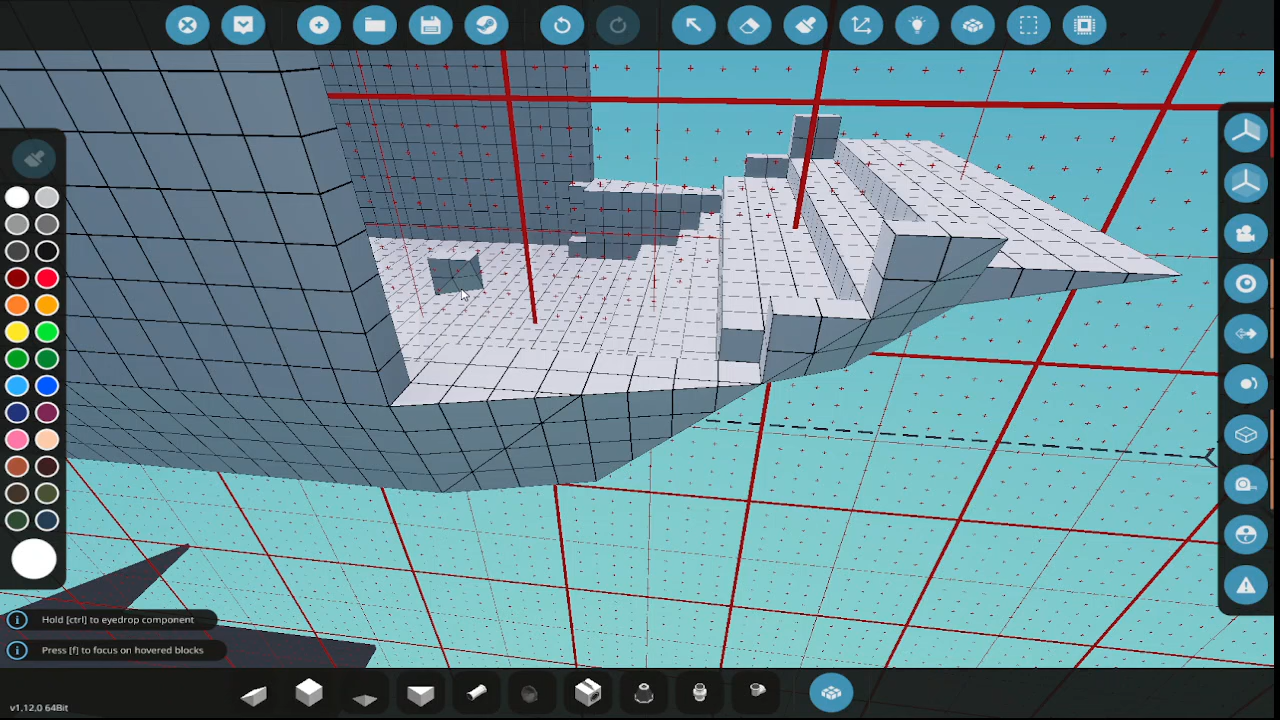 Hold [ctrl] to eyedrop component
Press [f] to focus on hovered blocks
v1.12.0 64Bit